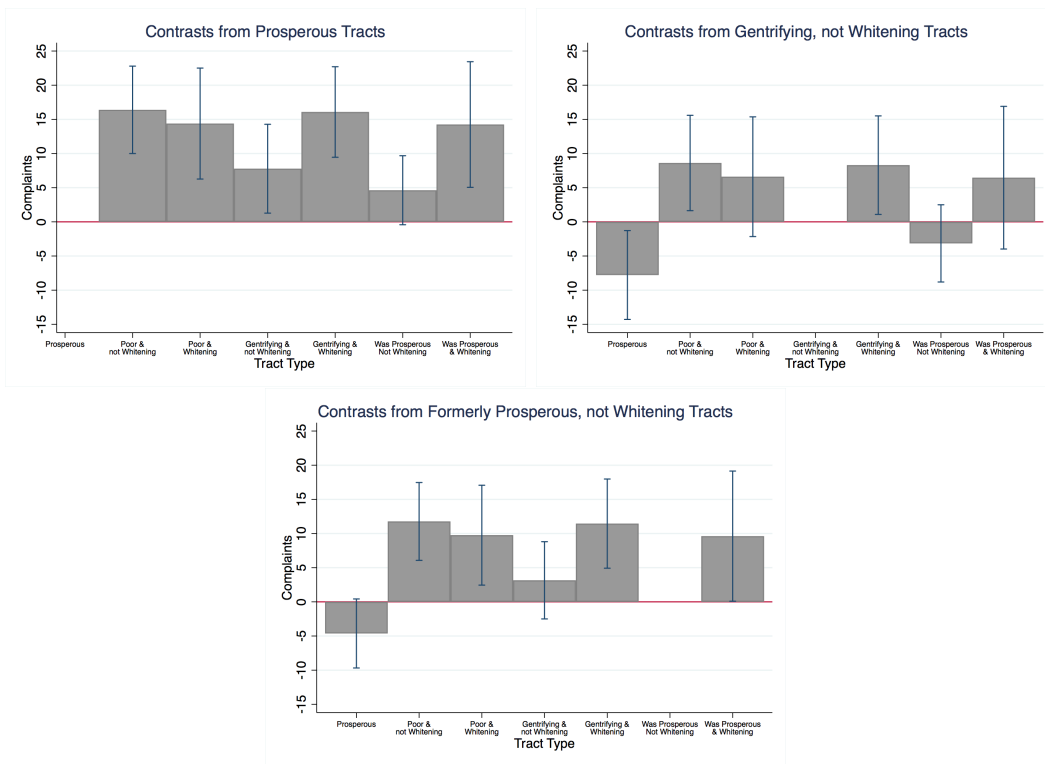 Contrasts from Prosperous Tracts
Complaints
25
20
15
10
5
0
-5
-10
-15
Prosperous
Poor &
not Whitening
Poor &
Whitening
Gentrifying &
not Whitening
Gentrifying &
Whitening
Was Prosperous
Not Whitening
Was Prosperous
& Whitening
Tract Type
Contrasts from Gentrifying, not Whitening Tracts
Complaints
25
20
15
10
5
0
-5
-10
-15
Prosperous
Poor &
not Whitening
Poor &
Whitening
Gentrifying &
not Whitening
Gentrifying &
Whitening
Was Prosperous
Not Whitening
Was Prosperous
& Whitening
Tract Type
Contrasts from Formerly Prosperous, not Whitening Tracts
Complaints
25
20
15
10
5
0
-5
-10
-15
Prosperous
Poor &
not Whitening
Poor &
Whitening
Gentrifying &
not Whitening
Gentrifying &
Whitening
Was Prosperous
Not Whitening
Was Prosperous
& Whitening
Tract Type